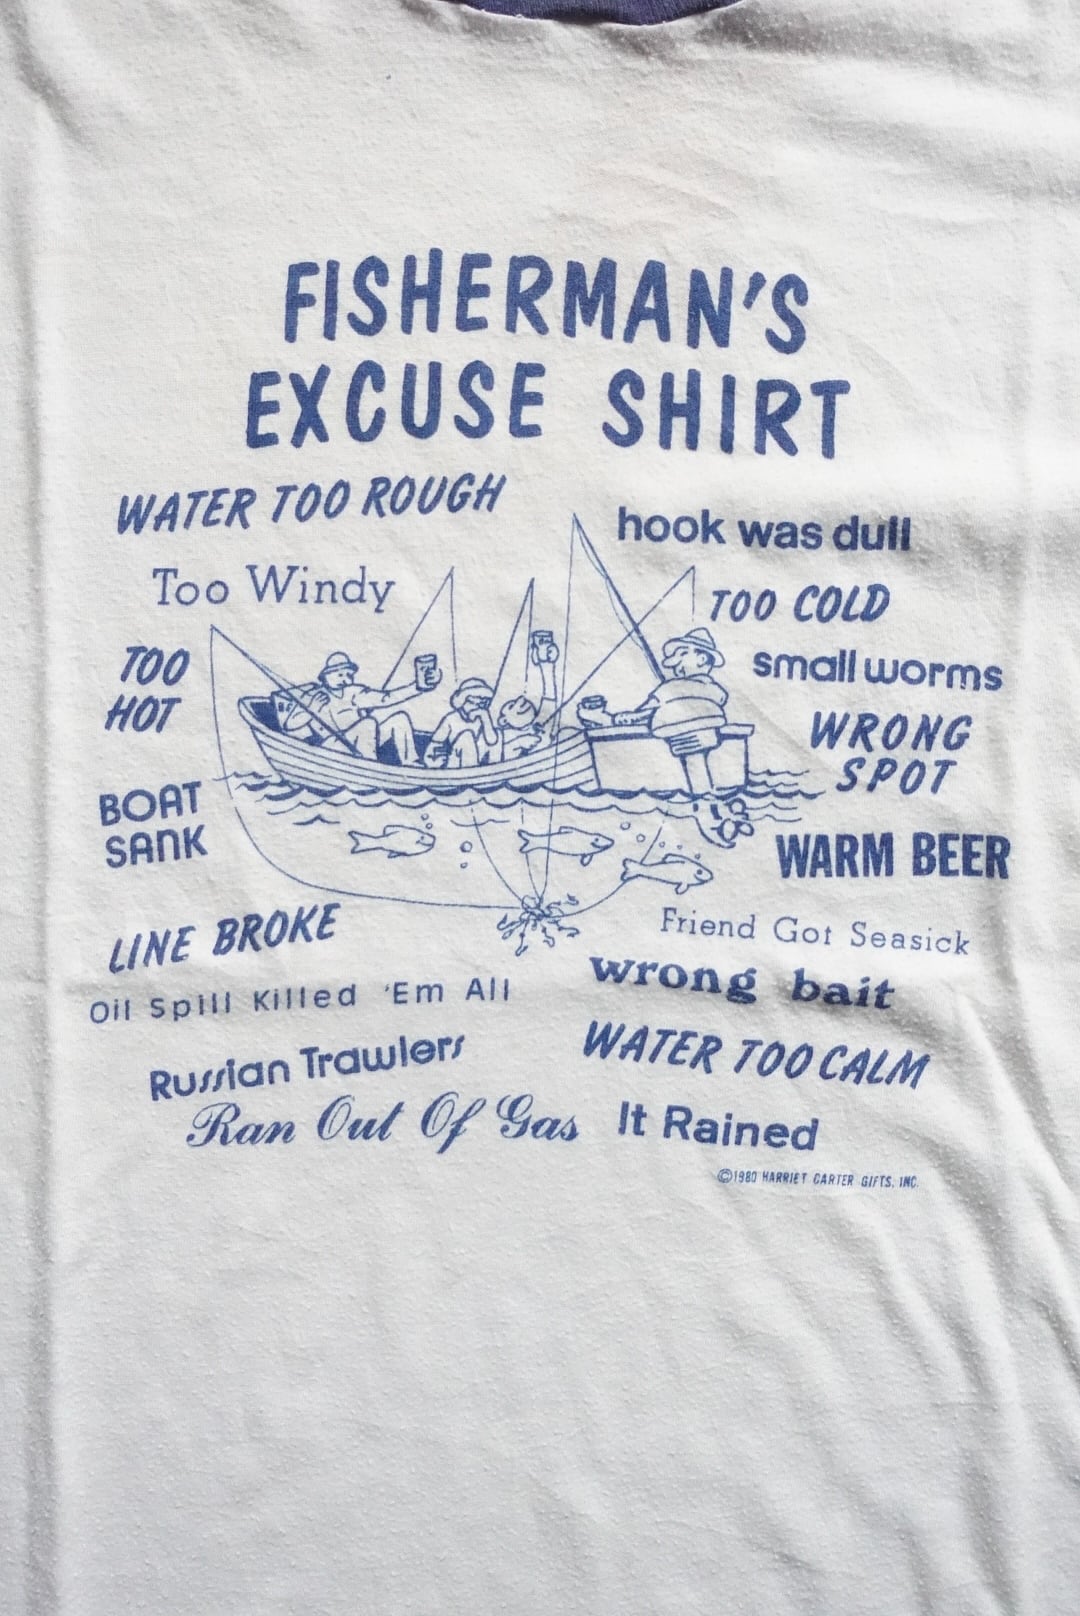 FISHERMAN'S
EXCUSE SHIRT
WATER TOO ROUGH
hook was dull
Too Windy
TOO COLD
TOO
HOT
small worms
WRONG
SPOT
BOAT
SANK
WARM BEER
LINE BROKE
Friend Got Seasick
wrong bait
Oil Spill Killed 'Em All
WATER TOO CALM
Russian Trawlers
Ran Out Of Gas
It Rained
©1980 HARRIET CARTER GIFTS, INC.